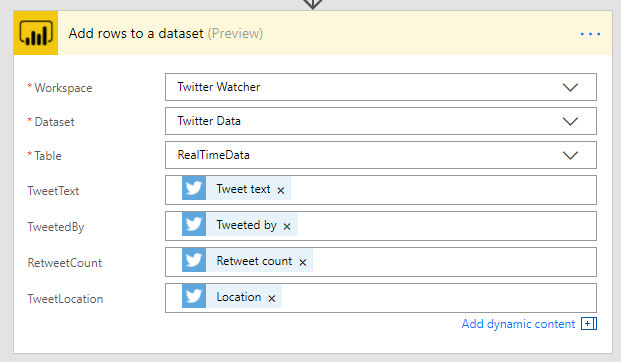 Add rows to a dataset (Preview)
* Workspace Twitter Watcher
* Dataset Twitter Data
* Table RealTimeData
TweetText Tweet text ×
TweetedBy Tweeted by ×
RetweetCount Retweet count ×
TweetLocation Location ×
Add dynamic content